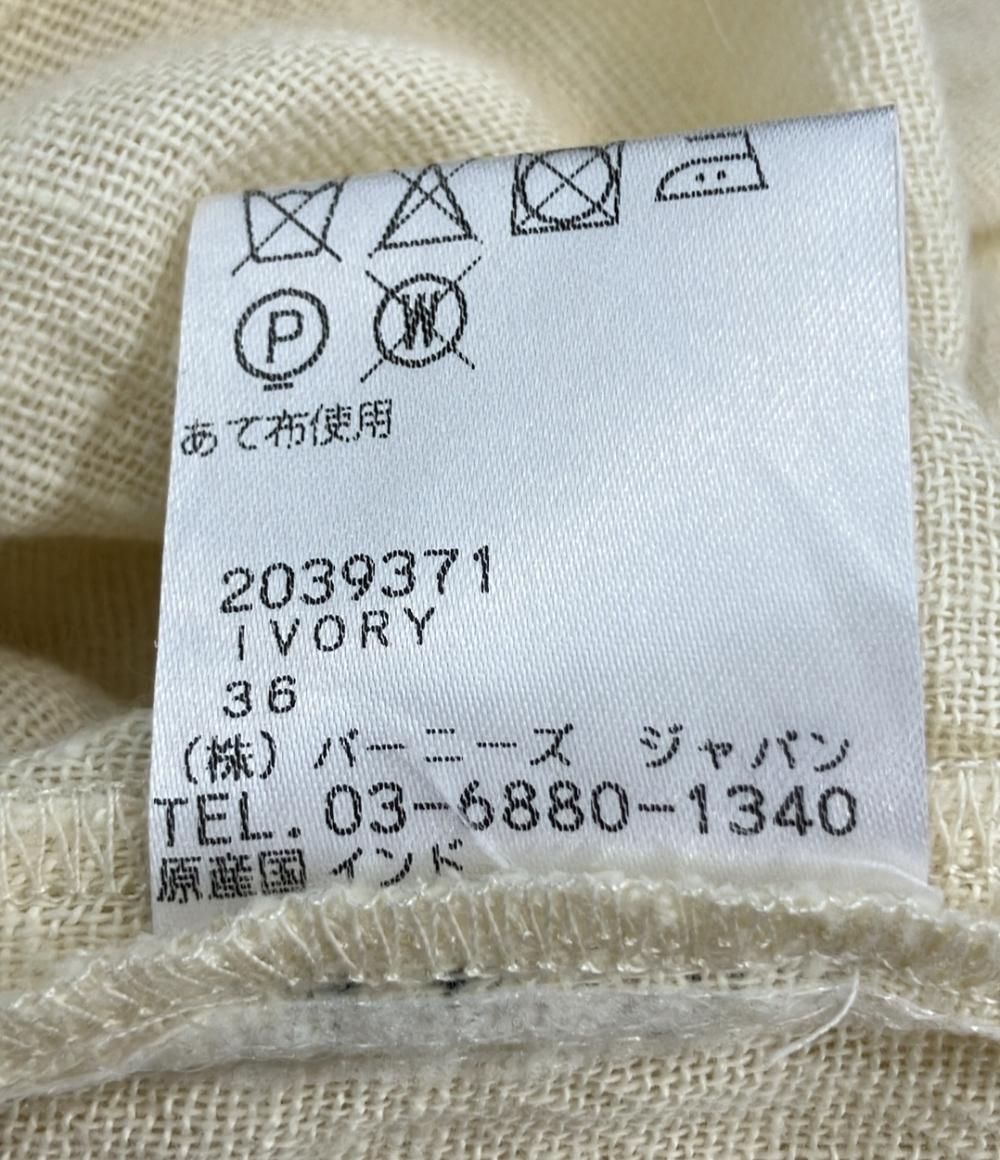 P W
あて布使用
2039371
IVORY
36
(株) バーニーズ ジャパン
TEL. 03-6880-1340
原産国 インド